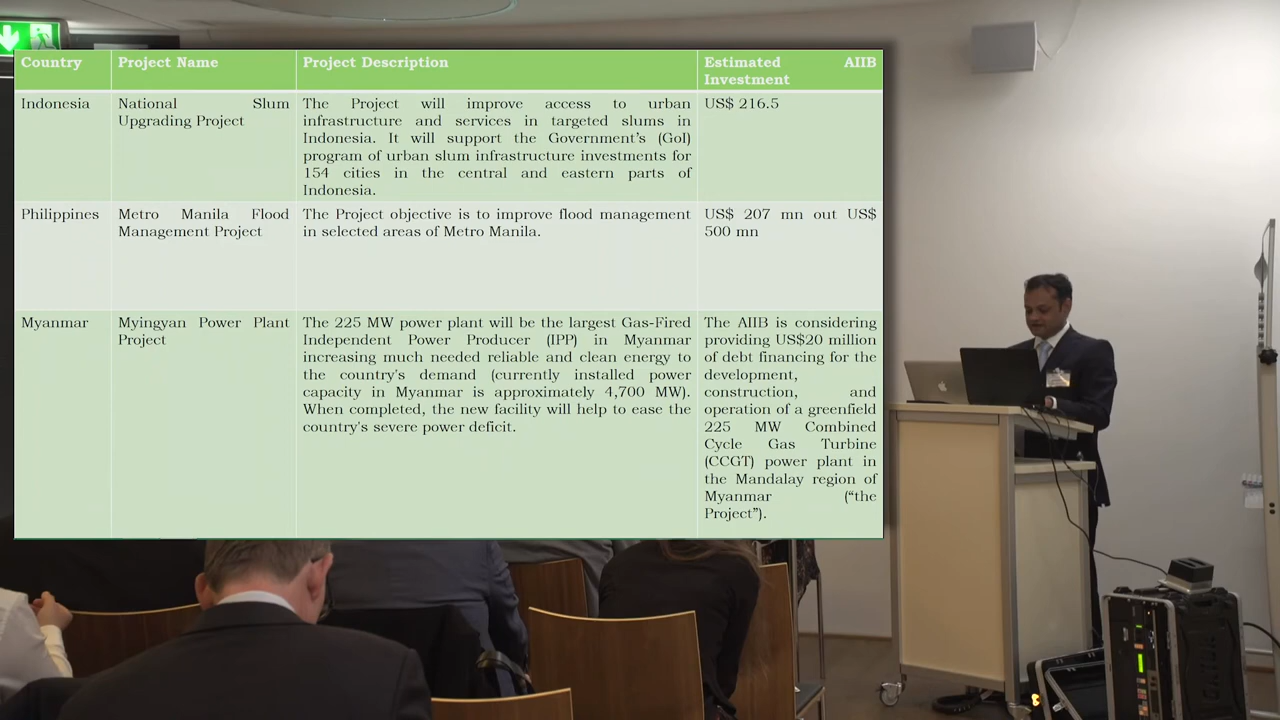 Country Project Name Project Description Estimated AIIB
Investment
Indonesia National Slum
Upgrading Project
The Project will improve access to urban
infrastructure and services in targeted slums in
Indonesia. It will support the Government's (GoI)
program of urban slum infrastructure investments for
154 cities in the central and eastern parts of
Indonesia.
US$ 216.5
Philippines Metro Manila Flood
Management Project
The Project objective is to improve flood management
in selected areas of Metro Manila.
US$ 207 mn out US$
500 mn
Myanmar Myingyan Power Plant
Project
The 225 MW power plant will be the largest Gas-Fired
Independent Power Producer (IPP) in Myanmar
increasing much needed reliable and clean energy to
the country's demand (currently installed power
capacity in Myanmar is approximately 4,700 MW).
When completed, the new facility will help to ease the
country's severe power deficit.
The AIIB is considering
providing US$20 million
of debt financing for the
development,
construction, and
operation of a greenfield
225 MW Combined
Cycle Gas Turbine
(CCGT) power plant in
the Mandalay region of
Myanmar (“the
Project”).